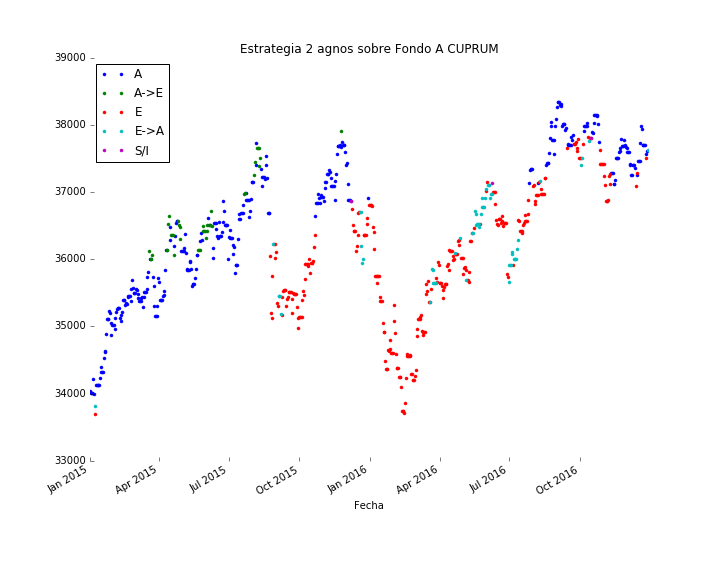 Estrategia 2 agnos sobre Fondo A CUPRUM
39000
38000
37000
36000
35000
34000
33000
A
A->E
E
E->A
S/I
Jan 2015
Apr 2015
Jul 2015
Oct 2015
Jan 2016
Apr 2016
Jul 2016
Oct 2016
Fecha